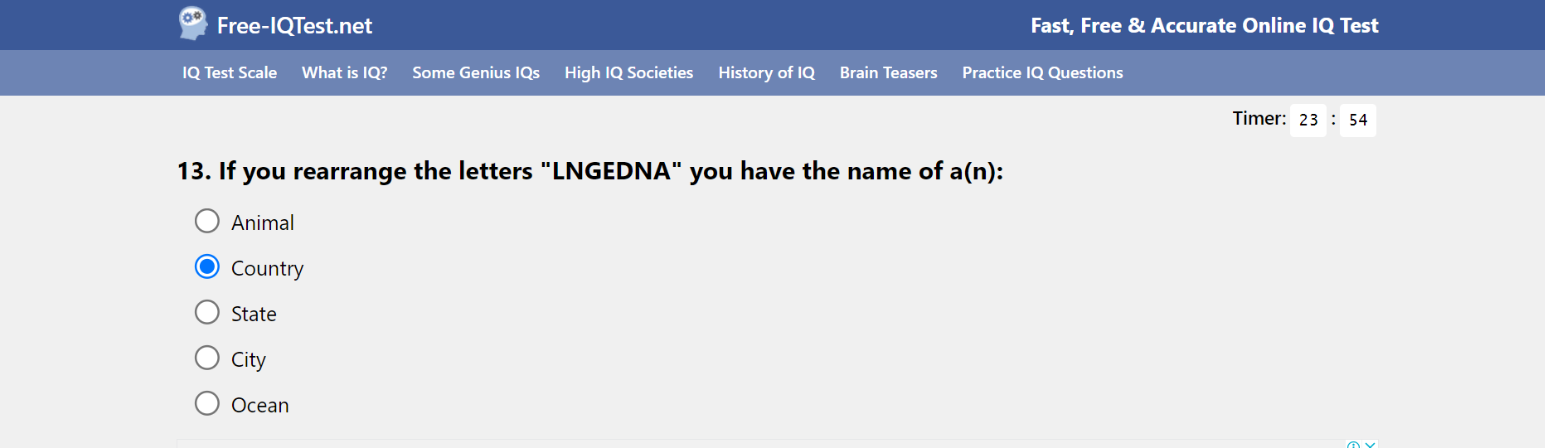 Free-IQTest.net
Fast, Free & Accurate Online IQ Test
IQ Test Scale What is IQ? Some Genius IQs High IQ Societies History of IQ Brain Teasers Practice IQ Questions
Timer: 23 : 54
13. If you rearrange the letters "LNGEDNA" you have the name of a(n):
Animal
Country
State
City
Ocean